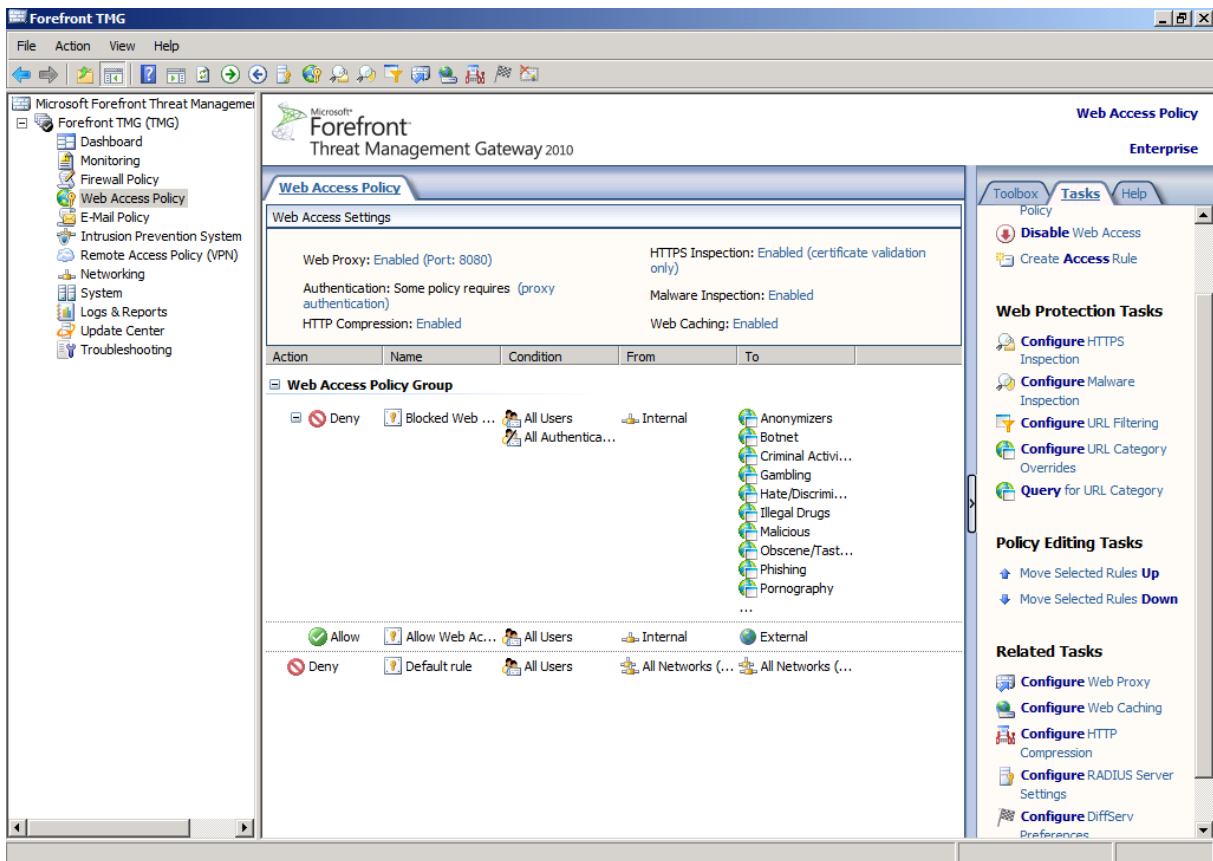 Forefront TMG
File Action View Help
Microsoft Forefront Threat Managemer
Forefront TMG (TMG)
Dashboard
Monitoring
Firewall Policy
Web Access Policy
E-Mail Policy
Intrusion Prevention System
Remote Access Policy (VPN)
Networking
System
Logs & Reports
Update Center
Troubleshooting
Microsoft
Forefront
Threat Management Gateway 2010
Web Access Policy
Enterprise
Web Access Policy
Web Access Settings
Web Proxy: Enabled (Port: 8080)
Authentication: Some policy requires (proxy
authentication)
HTTP Compression: Enabled
HTTPS Inspection: Enabled (certificate validation
only)
Malware Inspection: Enabled
Web Caching: Enabled
Action Name Condition From To
Web Access Policy Group
Deny Blocked Web ... All Users Internal Anonymizers
All Authentica... Botnet
Criminal Activi...
Gambling
Hate/Discrimi...
Illegal Drugs
Malicious
Obscene/Tast...
Phishing
Pornography
...
Allow Allow Web Ac... All Users Internal External
Deny Default rule All Users All Networks (... All Networks (...
Toolbox Tasks Help
Policy
Disable Web Access
Create Access Rule
Web Protection Tasks
Configure HTTPS
Inspection
Configure Malware
Inspection
Configure URL Filtering
Configure URL Category
Overrides
Query for URL Category
Policy Editing Tasks
Move Selected Rules Up
Move Selected Rules Down
Related Tasks
Configure Web Proxy
Configure Web Caching
Configure HTTP
Compression
Configure RADIUS Server
Settings
Configure DiffServ
Preferences